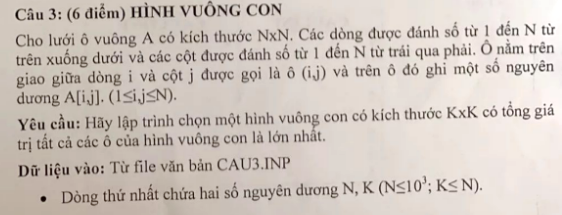 Câu 3: (6 điểm) HÌNH VUÔNG CON
Cho lưới ô vuông A có kích thước NxN. Các dòng được đánh số từ 1 đến N từ
trên xuống dưới và các cột được đánh số từ 1 đến N từ trái qua phải. Ô nằm trên
giao giữa dòng i và cột j được gọi là ô (i,j) và trên ô đó ghi một số nguyên
dương A[i,j]. (1≤i,j≤N).
Yêu cầu: Hãy lập trình chọn một hình vuông con có kích thước KxK có tổng giá
trị tất cả các ô của hình vuông con là lớn nhất.
Dữ liệu vào: Từ file văn bản CAU3.INP
• Dòng thứ nhất chứa hai số nguyên dương N, K (N≤10³; K≤ N).